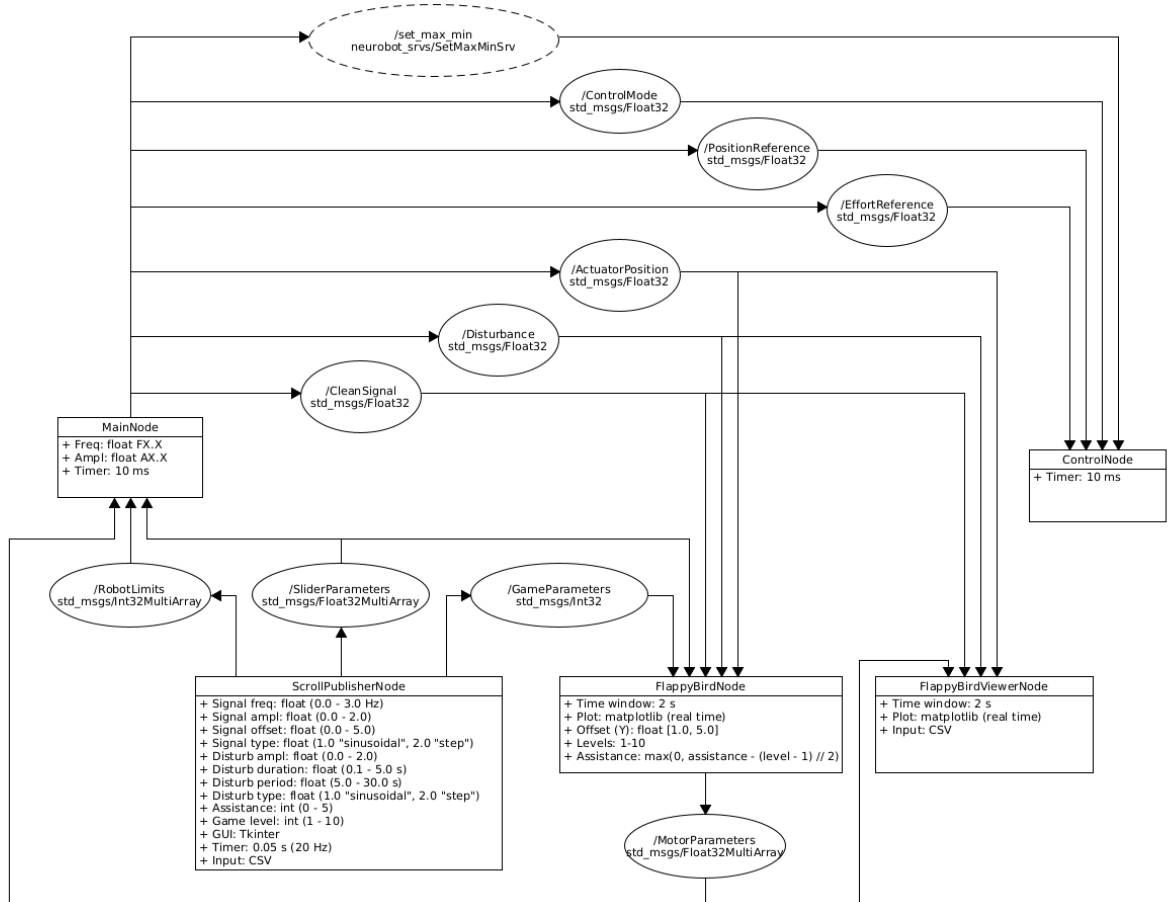 /set_max_min
neurobot_srvs/SetMaxMinSrv
/ControlMode
std_msgs/Float32
/PositionReference
std_msgs/Float32
/EffortReference
std_msgs/Float32
/ActuatorPosition
std_msgs/Float32
/Disturbance
std_msgs/Float32
/CleanSignal
std_msgs/Float32
MainNode
+ Freq: float FX.X
+ Ampl: float AX.X
+ Timer: 10 ms
ControlNode
+ Timer: 10 ms
/RobotLimits
std_msgs/Int32MultiArray
/SliderParameters
std_msgs/Float32MultiArray
/GameParameters
std_msgs/Int32
ScrollPublisherNode
+ Signal freq: float (0.0 - 3.0 Hz)
+ Signal ampl: float (0.0 - 2.0)
+ Signal offset: float (0.0 - 5.0)
+ Signal type: float (1.0 "sinusoidal", 2.0 "step")
+ Disturb ampl: float (0.0 - 2.0)
+ Disturb duration: float (0.1 - 5.0 s)
+ Disturb period: float (5.0 - 30.0 s)
+ Disturb type: float (1.0 "sinusoidal", 2.0 "step")
+ Assistance: int (0 - 5)
+ Game level: int (1 - 10)
+ GUI: Tkinter
+ Timer: 0.05 s (20 Hz)
+ Input: CSV
FlappyBirdNode
+ Time window: 2 s
+ Plot: matplotlib (real time)
+ Offset (Y): float [1.0, 5.0]
+ Levels: 1-10
+ Assistance: max(0, assistance - (level - 1) // 2)
FlappyBirdViewerNode
+ Time window: 2 s
+ Plot: matplotlib (real time)
+ Input: CSV
/MotorParameters
std_msgs/Float32MultiArray